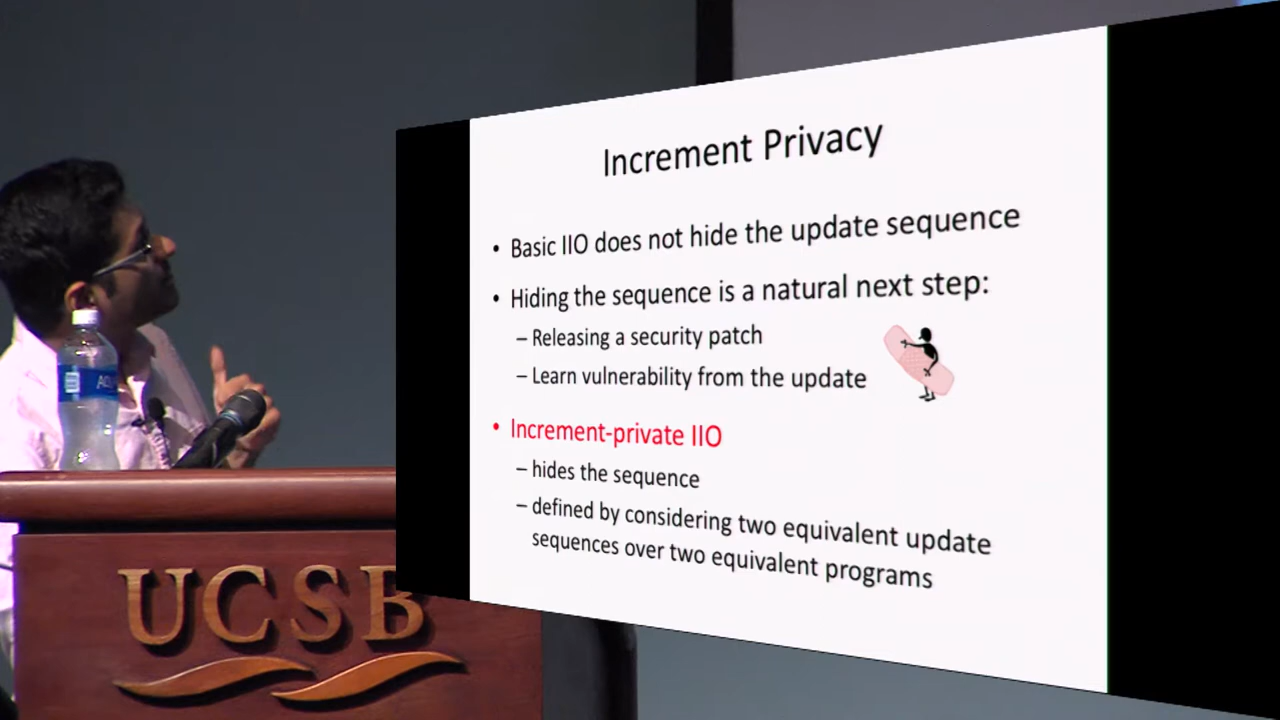 Increment Privacy
• Basic IIO does not hide the update sequence
• Hiding the sequence is a natural next step:
– Releasing a security patch
– Learn vulnerability from the update
• Increment-private IIO
– hides the sequence
– defined by considering two equivalent update
sequences over two equivalent programs
UCSB